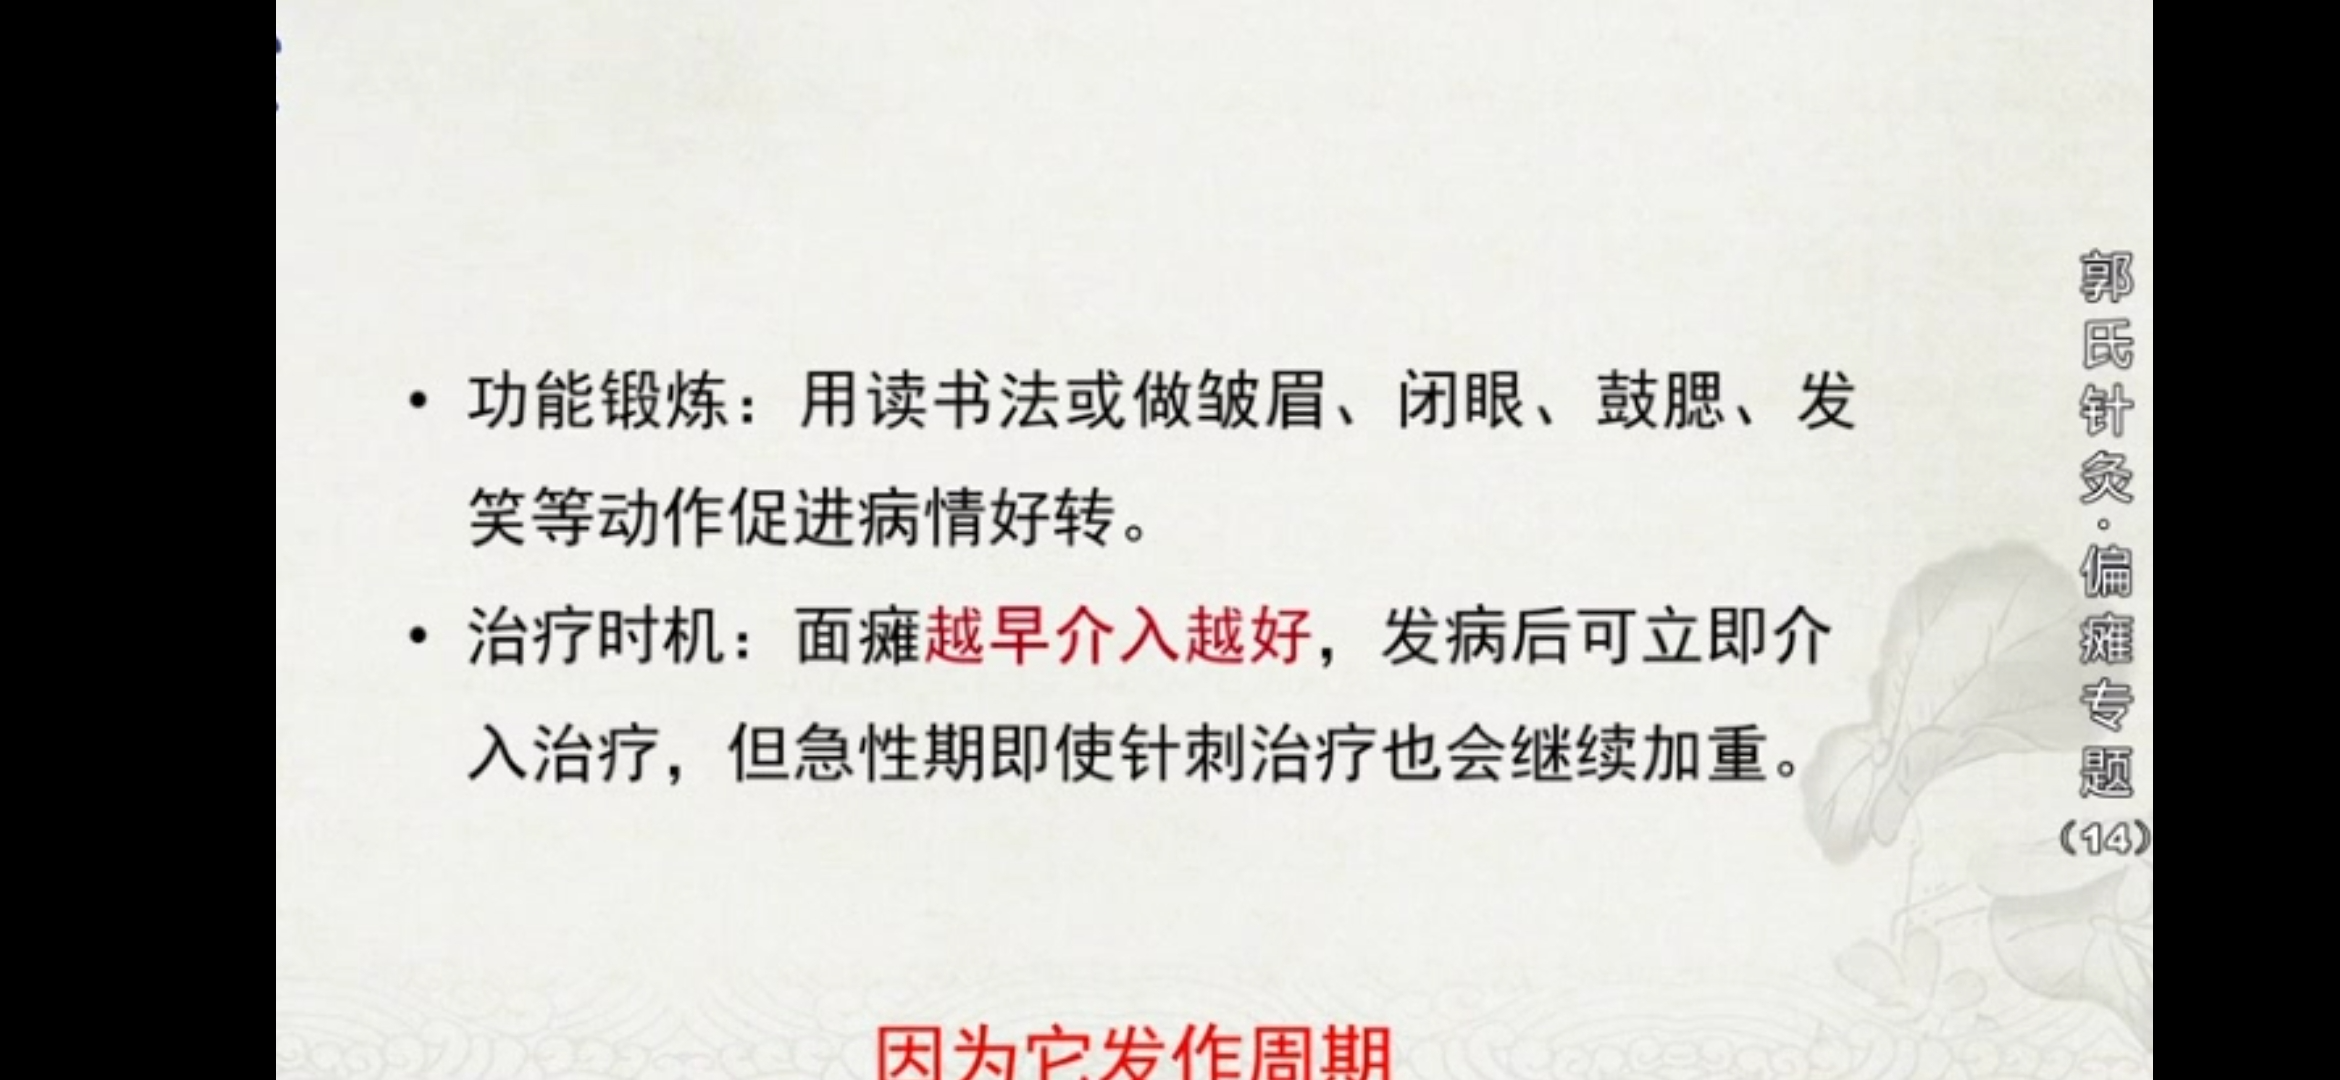 • 功能锻炼：用读书法或做皱眉、闭眼、鼓腮、发
笑等动作促进病情好转。
• 治疗时机：面瘫越早介入越好，发病后可立即介
入治疗，但急性期即使针刺治疗也会继续加重。
因为它发作周期
郭氏针灸·偏瘫专题（14）